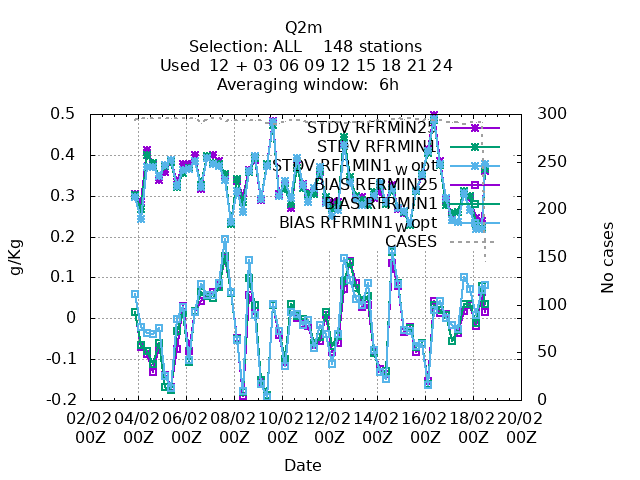 Q2m
Selection: ALL 148 stations
Used 12 + 03 06 09 12 15 18 21 24
Averaging window: 6h
0.5
0.4
0.3
0.2
0.1
0
-0.1
-0.2
g/Kg
300
250
200
150
100
50
0
No cases
STDV RFRMIN25
STDV RFRMIN1
STDV RFRMIN1_w_opt
BIAS RFRMIN25
BIAS RFRMIN1
BIAS RFRMIN1_w_opt
CASES
02/02 04/02 06/02 08/02 10/02 12/02 14/02 16/02 18/02 20/02
00Z 00Z 00Z 00Z 00Z 00Z 00Z 00Z 00Z 00Z
Date